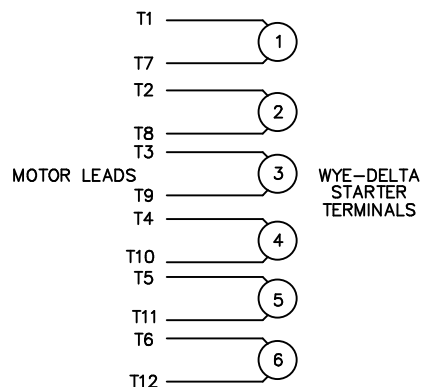 T1
1
T7
T2
2
T8
T3
MOTOR LEADS
3
WYE-DELTA
STARTER
TERMINALS
T9
T4
4
T10
T5
5
T11
T6
6
T12